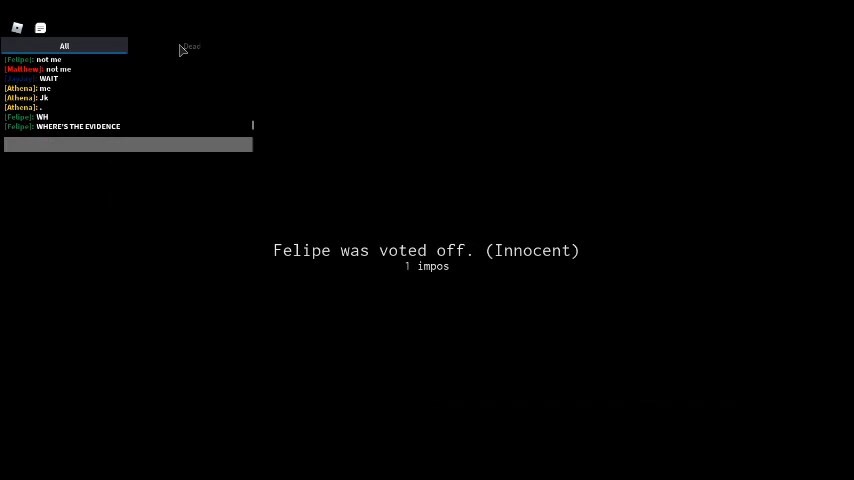 All
Dead
[Felipe]: not me
[Matthew]: not me
WAIT
[Athena]: me
[Athena]: Jk
[Athena]: .
[Felipe]: WH
[Felipe]: WHERE'S THE EVIDENCE
Felipe was voted off. (Innocent)
1 impos